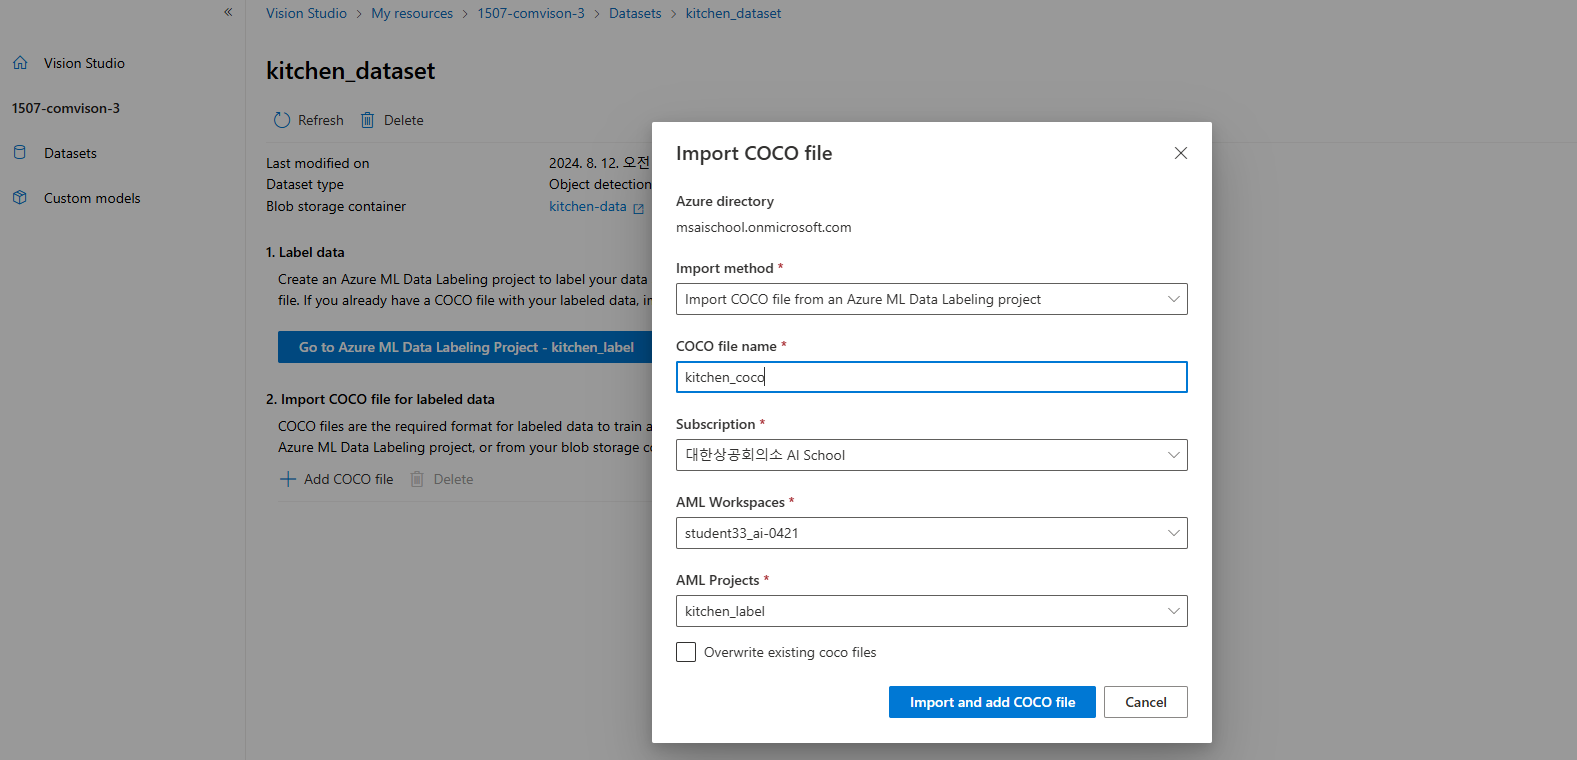 Vision Studio > My resources > 1507-comvison-3 > Datasets > kitchen_dataset
Vision Studio
1507-comvison-3
Datasets
Custom models
kitchen_dataset
Refresh
Delete
Last modified on
2024. 8. 12. 오전
Dataset type
Object detection
Blob storage container
kitchen-data
1. Label data
Create an Azure ML Data Labeling project to label your data
file. If you already have a COCO file with your labeled data,
Go to Azure ML Data Labeling Project - kitchen_label
2. Import COCO file for labeled data
COCO files are the required format for labeled data to train a
Azure ML Data Labeling project, or from your blob storage
Add COCO file
Delete
Import COCO file
Azure directory
msaischool.onmicrosoft.com
Import method *
Import COCO file from an Azure ML Data Labeling project
COCO file name *
kitchen_coco
Subscription *
대한상공회의소 AI School
AML Workspaces *
student33_ai-0421
AML Projects *
kitchen_label
Overwrite existing coco files
Import and add COCO file
Cancel